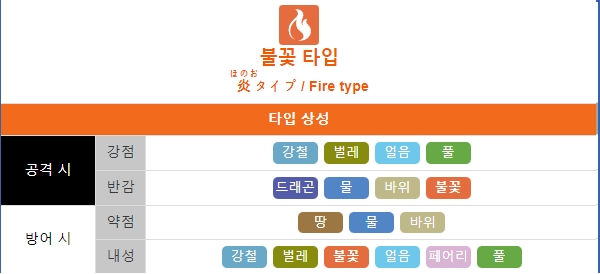 불꽃 타입
ほのお
炎タイプ / Fire type
타입 상성
공격 시
강점
강철 벌레 얼음 풀
반감
드래곤 물 바위 불꽃
방어 시
약점
땅 물 바위
내성
강철 벌레 불꽃 얼음 페어리 풀